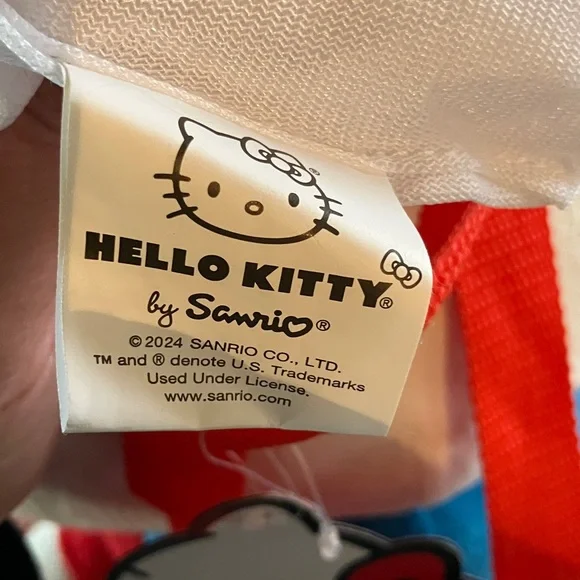 ®
HELLO KITTY®
by Sanrio®
©2024 SANRIO CO., LTD.
TM and ® denote U.S. Trademarks
Used Under License.
www.sanrio.com